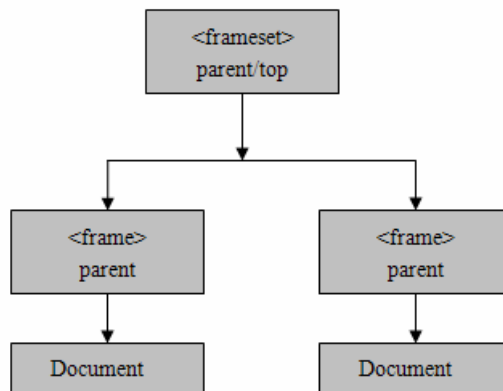 <frameset>
parent/top
<frame>
parent
<frame>
parent
Document
Document